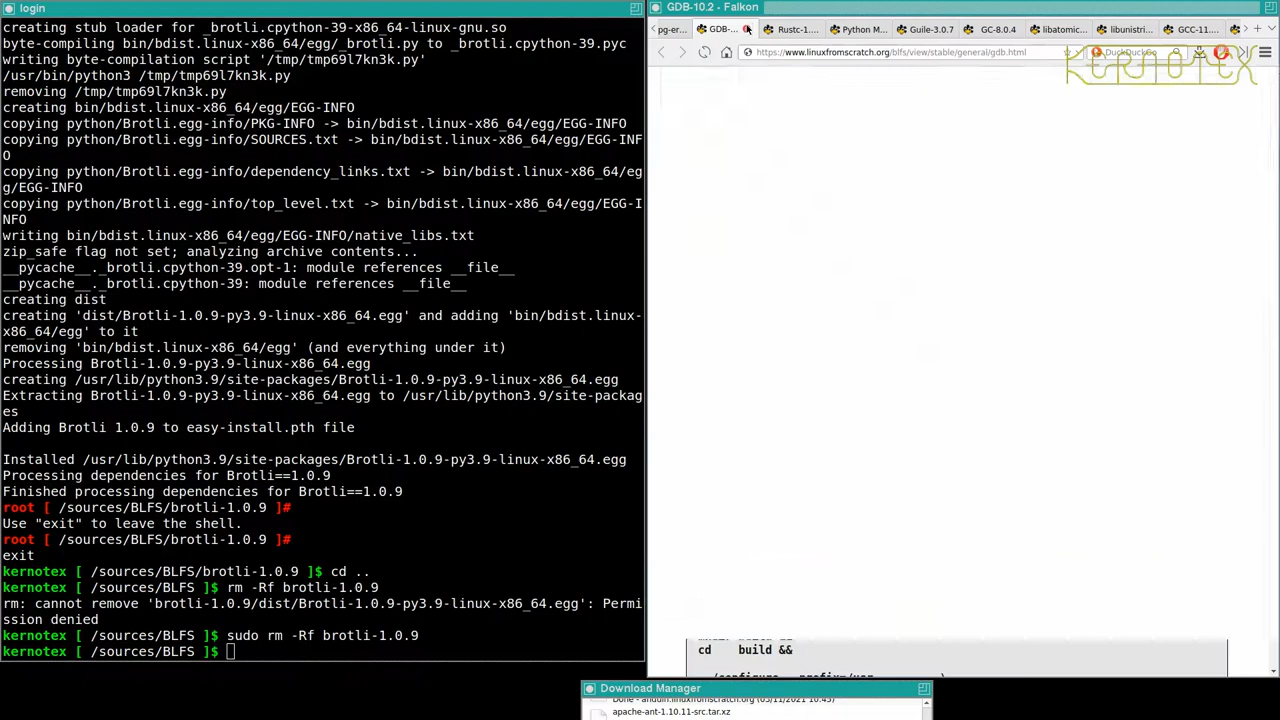 login
creating stub loader for _brotli.cpython-39-x86_64-linux-gnu.so
byte-compiling bin/bdist.linux-x86_64/egg/_brotli.py to _brotli.cpython-39.pyc
writing byte-compilation script '/tmp/tmp69l7kn3k.py'
/usr/bin/python3 /tmp/tmp69l7kn3k.py
removing /tmp/tmp69l7kn3k.py
creating bin/bdist.linux-x86_64/egg/EGG-INFO
copying python/Brotli.egg-info/PKG-INFO -> bin/bdist.linux-x86_64/egg/EGG-INFO
copying python/Brotli.egg-info/SOURCES.txt -> bin/bdist.linux-x86_64/egg/EGG-INF
O
copying python/Brotli.egg-info/dependency_links.txt -> bin/bdist.linux-x86_64/eg
g/EGG-INFO
copying python/Brotli.egg-info/top_level.txt -> bin/bdist.linux-x86_64/egg/EGG-I
NFO
writing bin/bdist.linux-x86_64/egg/EGG-INFO/native_libs.txt
zip_safe flag not set; analyzing archive contents...
__pycache__._brotli.cpython-39.opt-1: module references __file__
__pycache__._brotli.cpython-39: module references __file__
creating dist
creating 'dist/Brotli-1.0.9-py3.9-linux-x86_64.egg' and adding 'bin/bdist.linux-
x86_64/egg' to it
removing 'bin/bdist.linux-x86_64/egg' (and everything under it)
Processing Brotli-1.0.9-py3.9-linux-x86_64.egg
creating /usr/lib/python3.9/site-packages/Brotli-1.0.9-py3.9-linux-x86_64.egg
Extracting Brotli-1.0.9-py3.9-linux-x86_64.egg to /usr/lib/python3.9/site-packag
es
Adding Brotli 1.0.9 to easy-install.pth file
Installed /usr/lib/python3.9/site-packages/Brotli-1.0.9-py3.9-linux-x86_64.egg
Processing dependencies for Brotli==1.0.9
Finished processing dependencies for Brotli==1.0.9
root [ /sources/BLFS/brotli-1.0.9 ]#
Use "exit" to leave the shell.
root [ /sources/BLFS/brotli-1.0.9 ]#
exit
kernotex [ /sources/BLFS/brotli-1.0.9 ]$ cd ..
kernotex [ /sources/BLFS ]$ rm -Rf brotli-1.0.9
rm: cannot remove 'brotli-1.0.9/dist/Brotli-1.0.9-py3.9-linux-x86_64.egg': Permi
ssion denied
kernotex [ /sources/BLFS ]$ sudo rm -Rf brotli-1.0.9
kernotex [ /sources/BLFS ]$
GDB-10.2 - Falkon
pg-er... GDB-... Rustc-1.... Python M... Guile-3.0.7 GC-8.0.4 libatomic... libunistri... GCC-11....
https://www.linuxfromscratch.org/blfs/view/stable/general/gdb.html DuckDuckGo
KERNOTEX
cd build &&
Download Manager
Done - anduin.linuxfromscratch.org
apache-ant-1.10.11-src.tar.xz